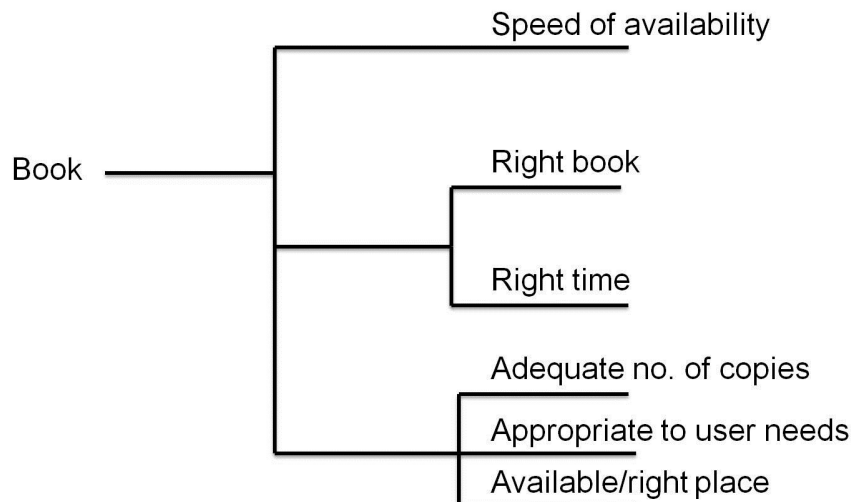 Speed of availability
Book
Right book
Right time
Adequate no. of copies
Appropriate to user needs
Available/right place